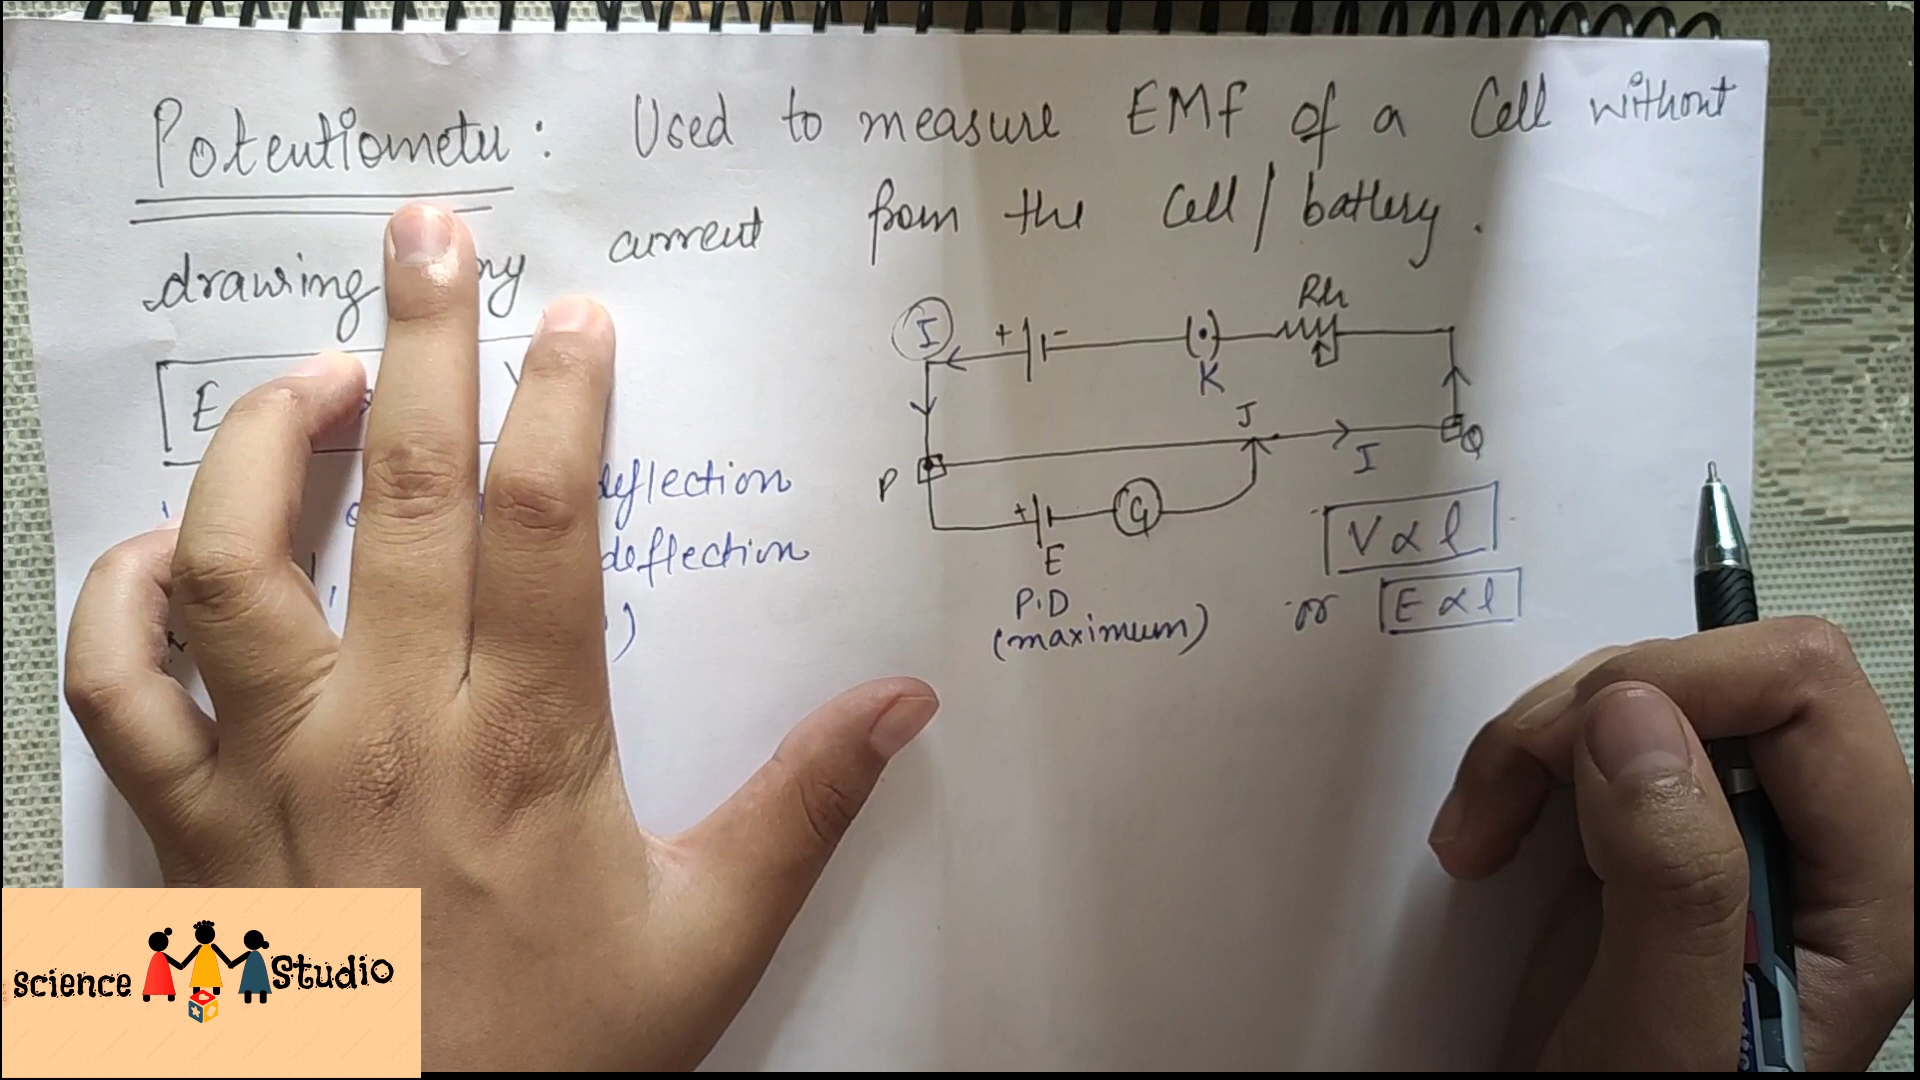 Potentiometer : Used to measure EMF of a Cell without
drawing any current from the Cell / battery.
E
deflection
deflection
)
I
+ -
K
Rh
J
P
I
Q
+
E
G
P.D
(maximum)
V ∝ l
or E ∝ l
Science Studio